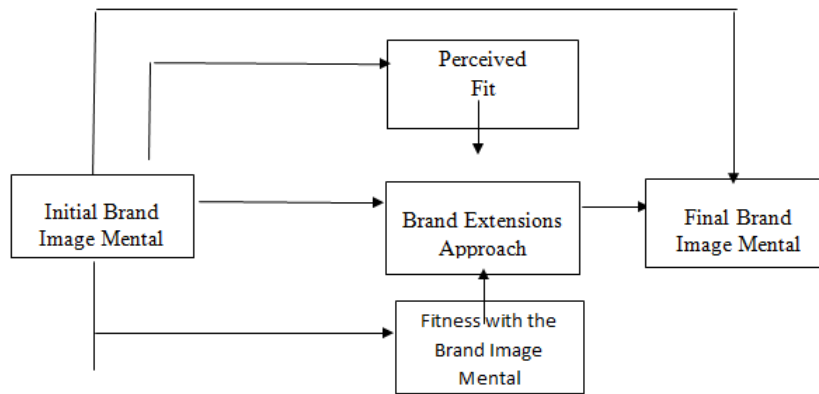 Perceived
Fit
Initial Brand
Image Mental
Brand Extensions
Approach
Final Brand
Image Mental
Fitness with the
Brand Image
Mental